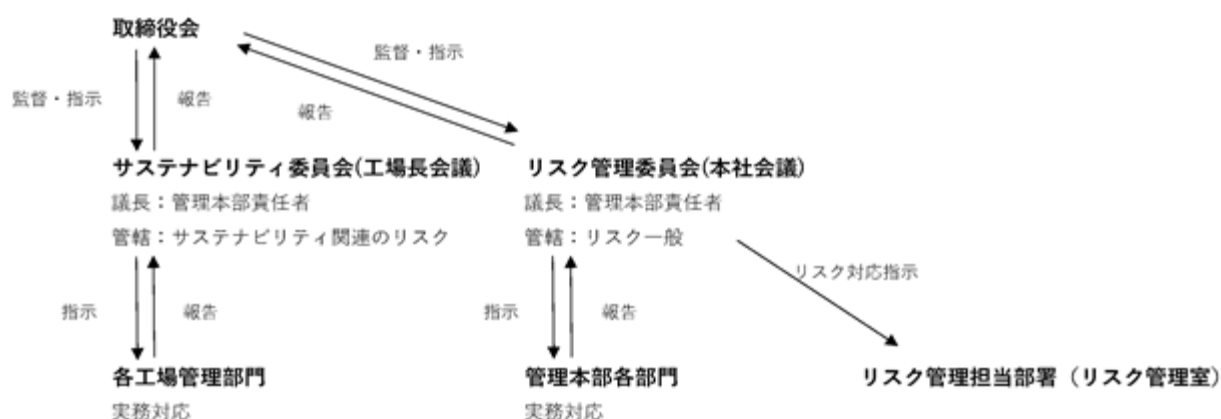 取締役会
監督・指示
監督・指示
報告
報告
サステナビリティ委員会(工場長会議)
リスク管理委員会(本社会議)
議長：管理本部責任者
議長：管理本部責任者
管轄：サステナビリティ関連のリスク
管轄：リスク一般
リスク対応指示
指示
報告
指示
報告
各工場管理部門
管理本部各部門
リスク管理担当部署（リスク管理室）
実務対応
実務対応